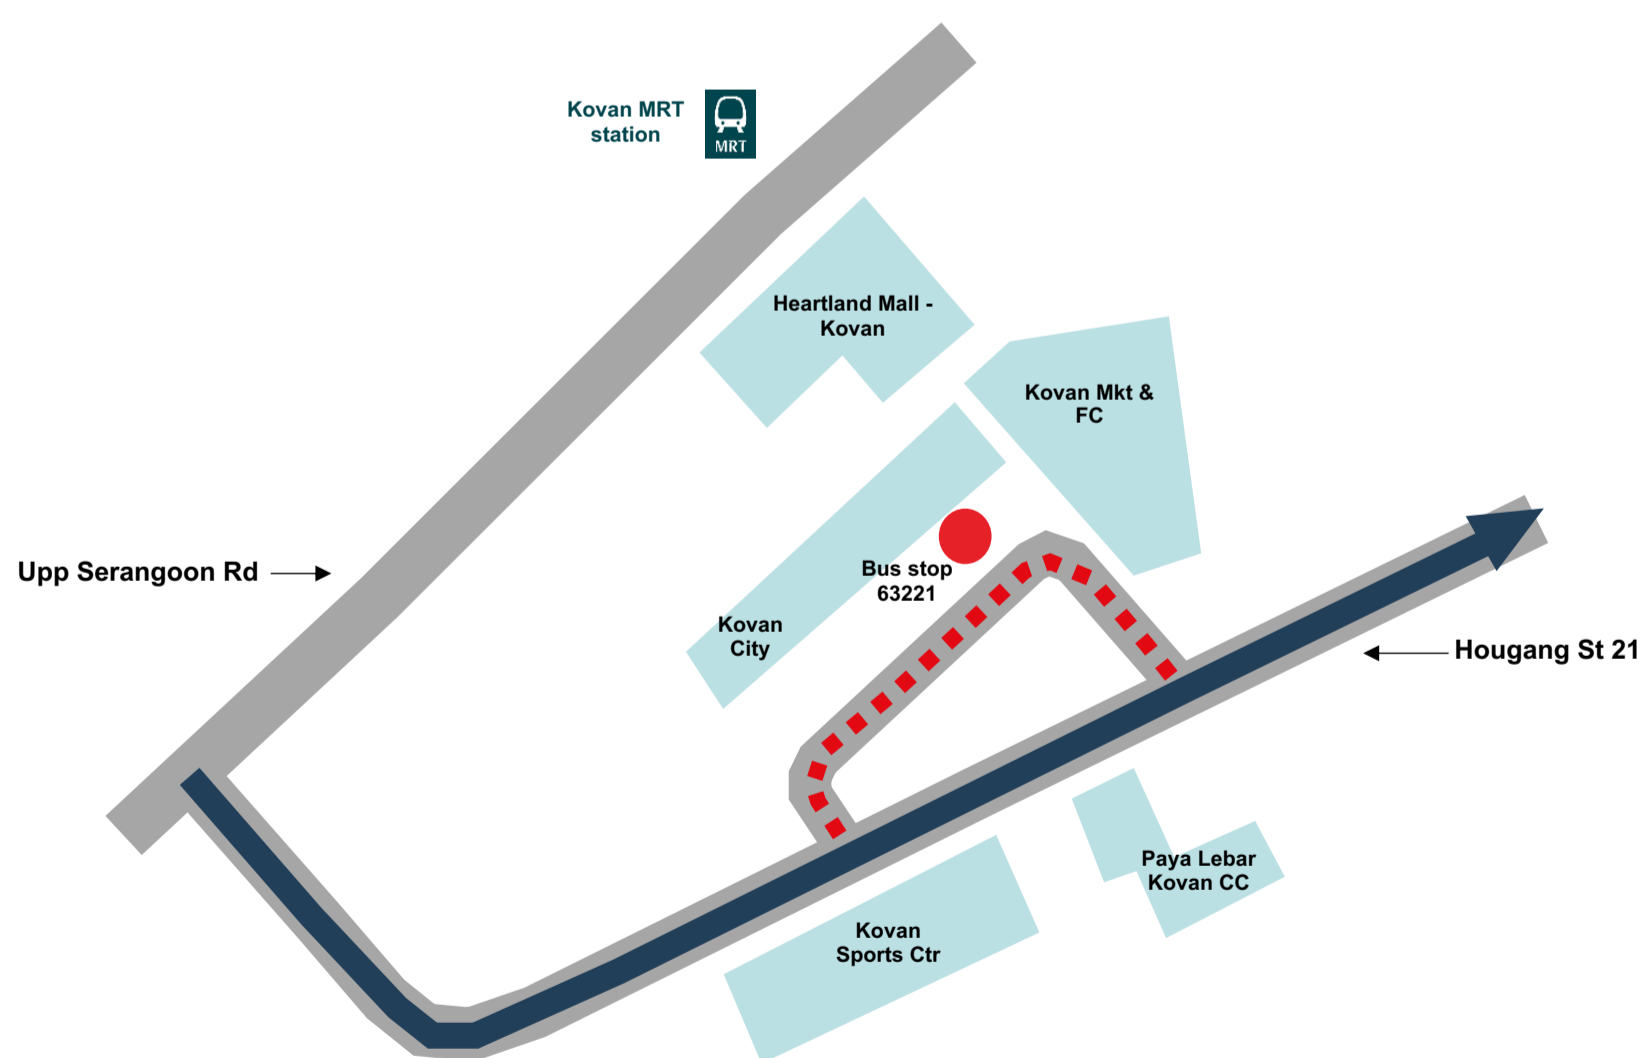 Kovan MRT
station
MRT
Heartland Mall -
Kovan
Kovan Mkt &
FC
Upp Serangoon Rd
Bus stop
63221
Kovan
City
Hougang St 21
Paya Lebar
Kovan CC
Kovan
Sports Ctr